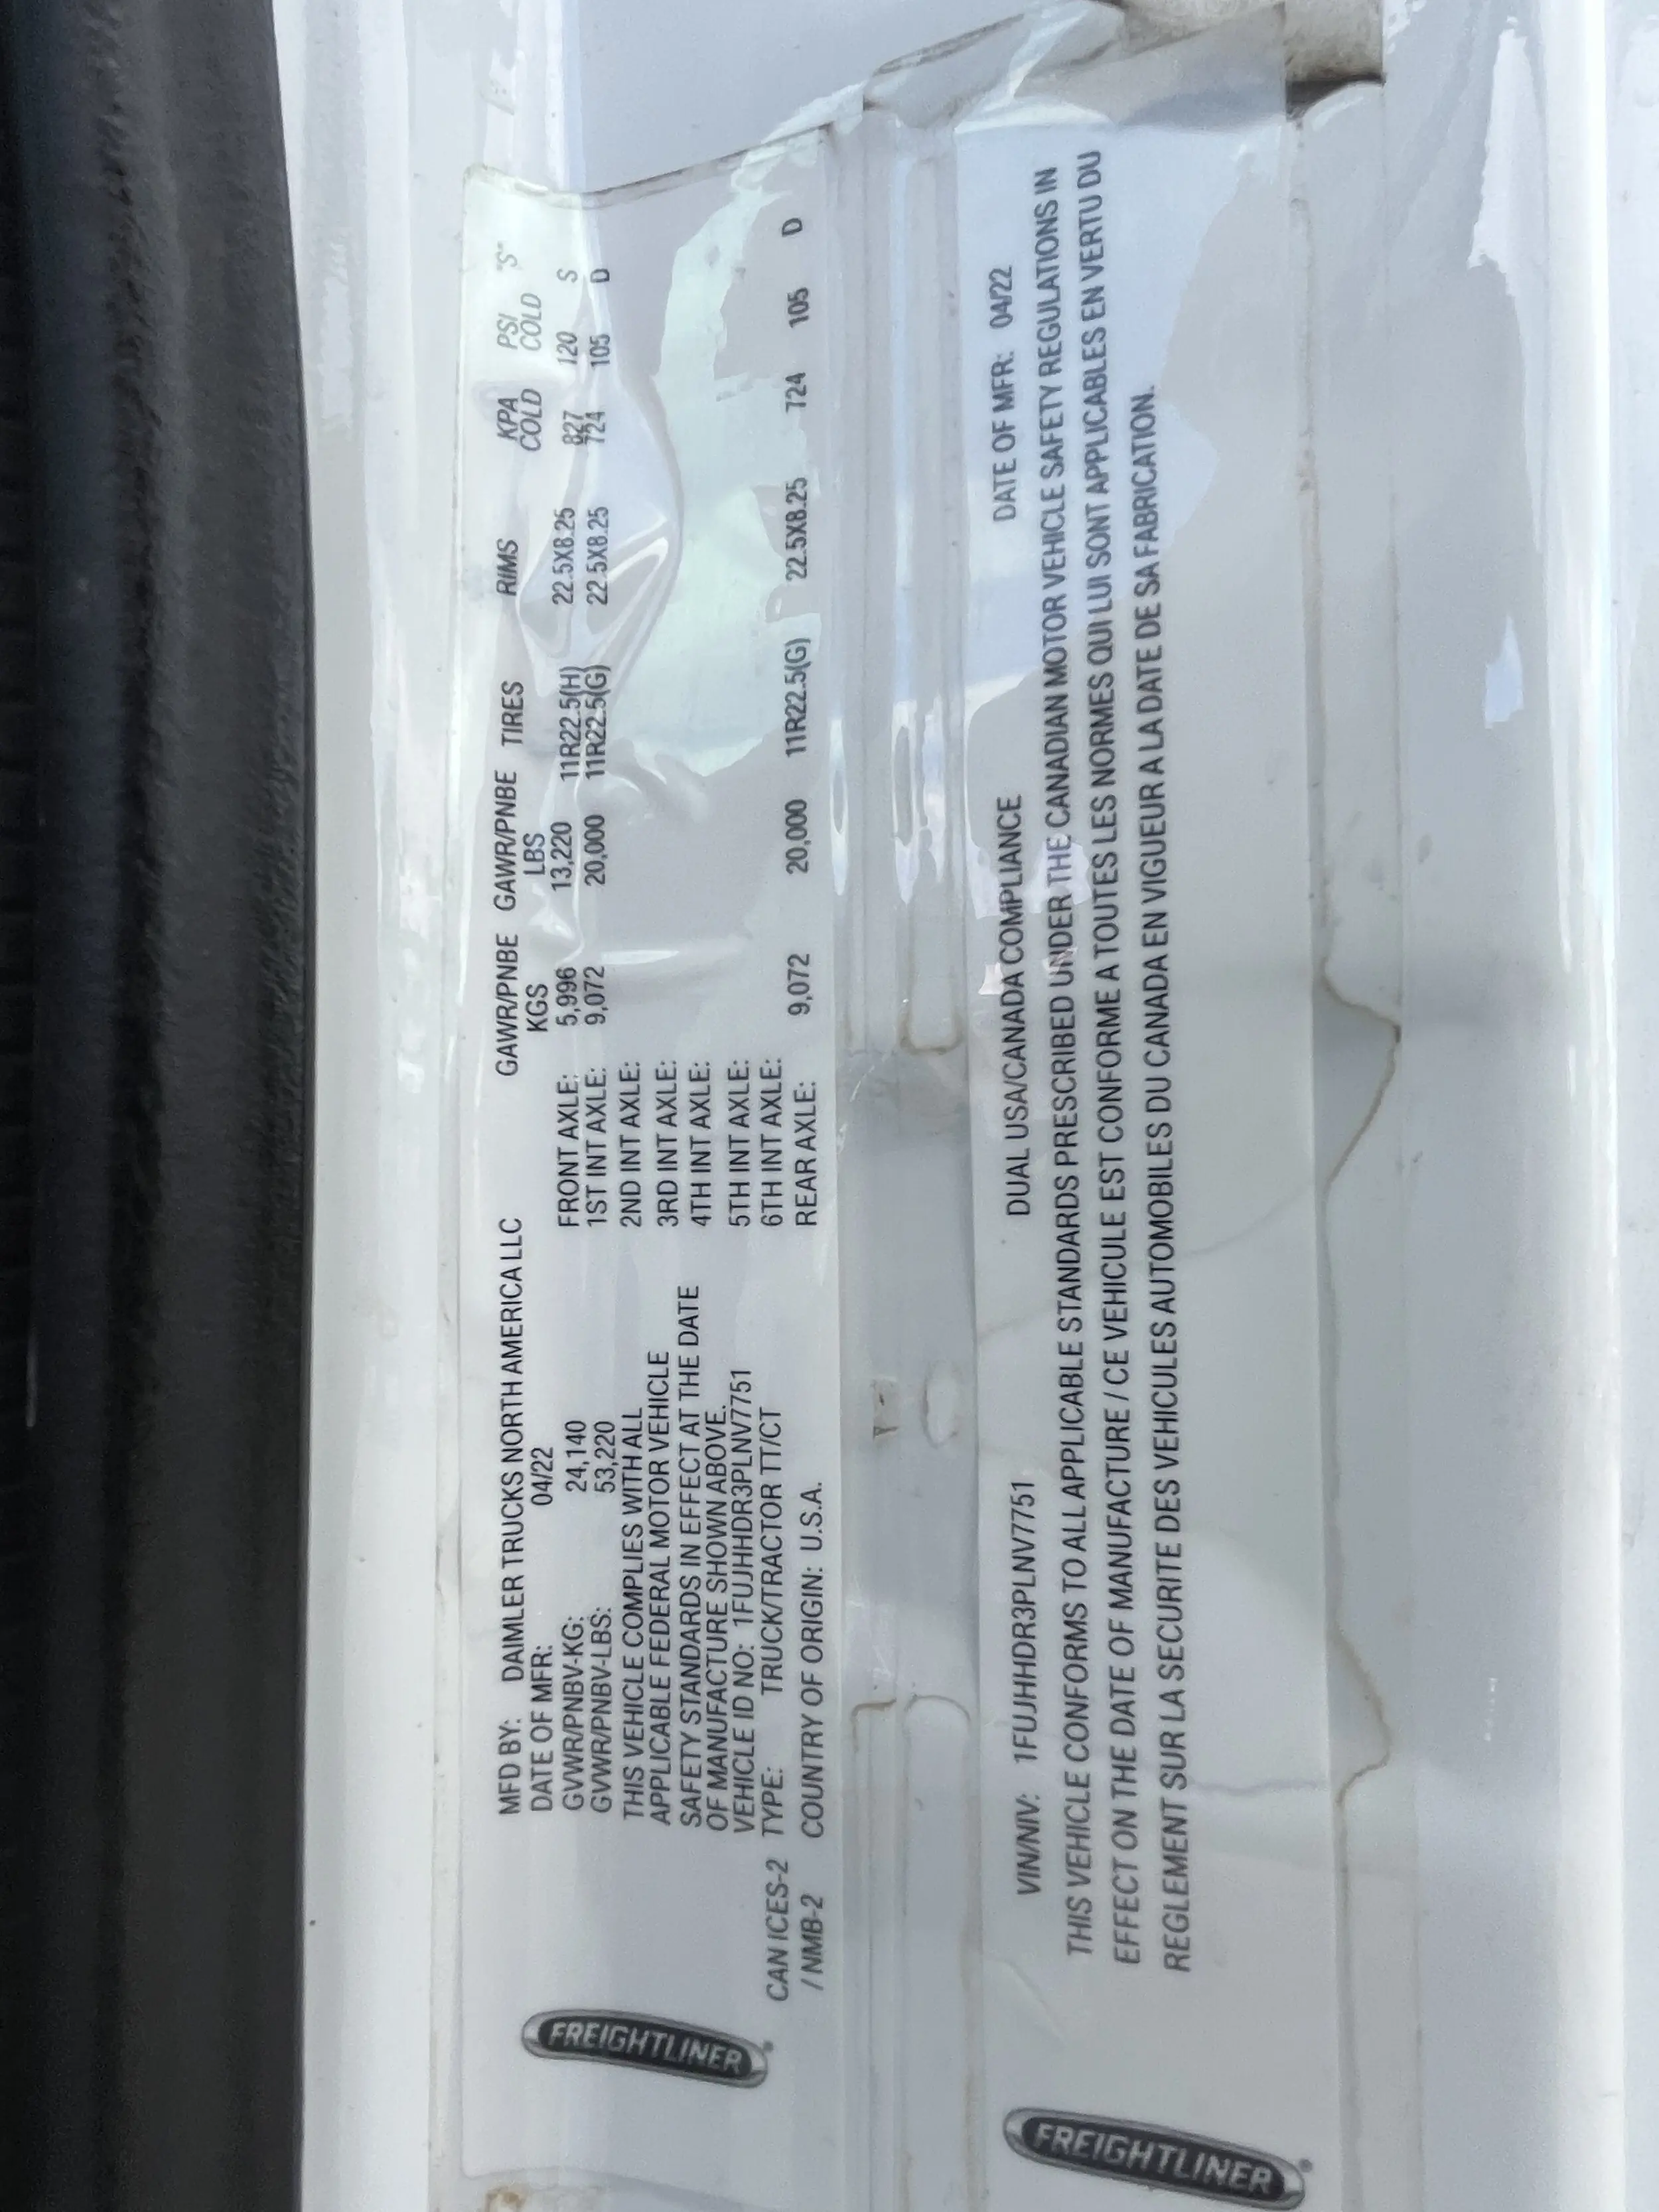 FREIGHTLINER
MFD BY: DAIMLER TRUCKS NORTH AMERICA LLC
DATE OF MFR: 04/22
GVWR/PNBV-KG: 24,140
GVWR/PNBV-LBS: 53,220
THIS VEHICLE COMPLIES WITH ALL
APPLICABLE FEDERAL MOTOR VEHICLE
SAFETY STANDARDS IN EFFECT AT THE DATE
OF MANUFACTURE SHOWN ABOVE.
VEHICLE ID NO: 1FUJHHDR3PLNV7751
TYPE: TRUCK/TRACTOR TT/CT
COUNTRY OF ORIGIN: U.S.A.
CAN ICES-2
/ NMB-2
GAWR/PNBE GAWR/PNBE TIRES RIMS KPA PSI "S"
KGS LBS COLD COLD
FRONT AXLE: 5,996 13,220 11R22.5(H) 22.5X8.25 827 120 S
1ST INT AXLE: 9,072 20,000 11R22.5(G) 22.5X8.25 724 105 D
2ND INT AXLE:
3RD INT AXLE:
4TH INT AXLE:
5TH INT AXLE:
6TH INT AXLE:
REAR AXLE: 9,072 20,000 11R22.5(G) 22.5X8.25 724 105 D
FREIGHTLINER
VIN/NIV: 1FUJHHDR3PLNV7751 DUAL USA/CANADA COMPLIANCE DATE OF MFR: 04/22
THIS VEHICLE CONFORMS TO ALL APPLICABLE STANDARDS PRESCRIBED UNDER THE CANADIAN MOTOR VEHICLE SAFETY REGULATIONS IN
EFFECT ON THE DATE OF MANUFACTURE / CE VEHICULE EST CONFORME A TOUTES LES NORMES QUI LUI SONT APPLICABLES EN VERTU DU
REGLEMENT SUR LA SECURITE DES VEHICULES AUTOMOBILES DU CANADA EN VIGUEUR A LA DATE DE SA FABRICATION.